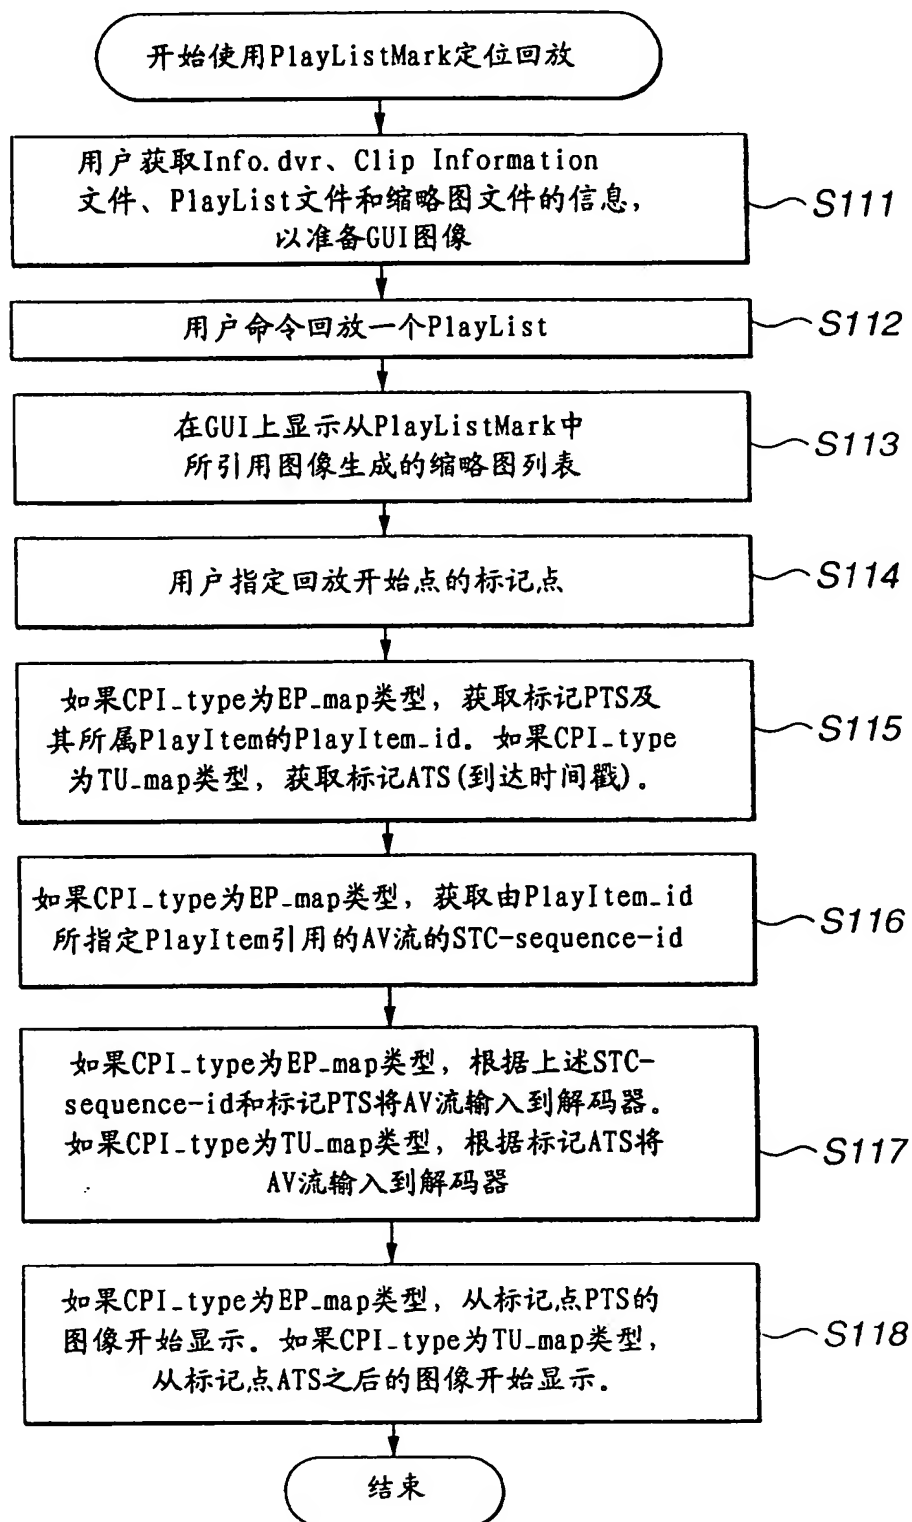 开始使用PlayListMark定位回放
用户获取Info.dvr、Clip Information
文件、PlayList文件和缩略图文件的信息，
以准备GUI图像
S111
用户命令回放一个PlayList
S112
在GUI上显示从PlayListMark中
所引用图像生成的缩略图列表
S113
用户指定回放开始点的标记点
S114
如果CPI_type为EP_map类型，获取标记PTS及
其所属PlayItem的PlayItem_id。如果CPI_type
为TU_map类型，获取标记ATS(到达时间戳)。
S115
如果CPI_type为EP_map类型，获取由PlayItem_id
所指定PlayItem引用的AV流的STC-sequence-id
S116
如果CPI_type为EP_map类型，根据上述STC-
sequence-id和标记PTS将AV流输入到解码器。
如果CPI_type为TU_map类型，根据标记ATS将
AV流输入到解码器
S117
如果CPI_type为EP_map类型，从标记点PTS的
图像开始显示。如果CPI_type为TU_map类型，
从标记点ATS之后的图像开始显示。
S118
结束